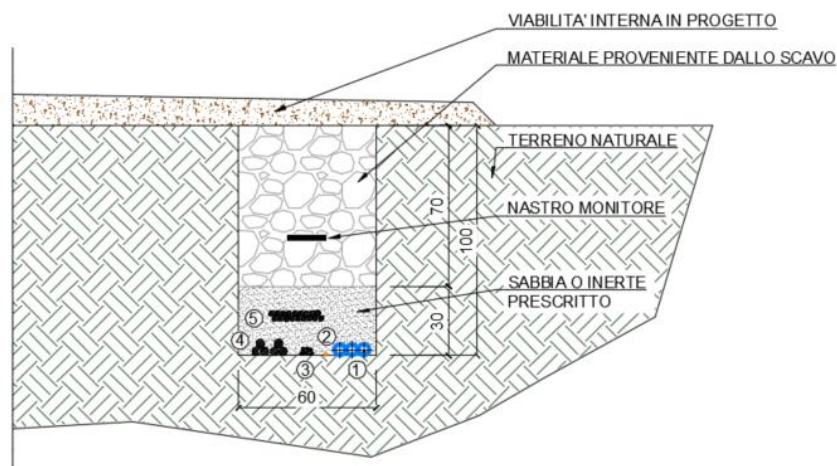 VIABILITA' INTERNA IN PROGETTO
MATERIALE PROVENIENTE DALLO SCAVO
TERRENO NATURALE
70
100
NASTRO MONITORE
SABBIA O INERTE
PRESCRITTO
30
5
4
2
3
1
60